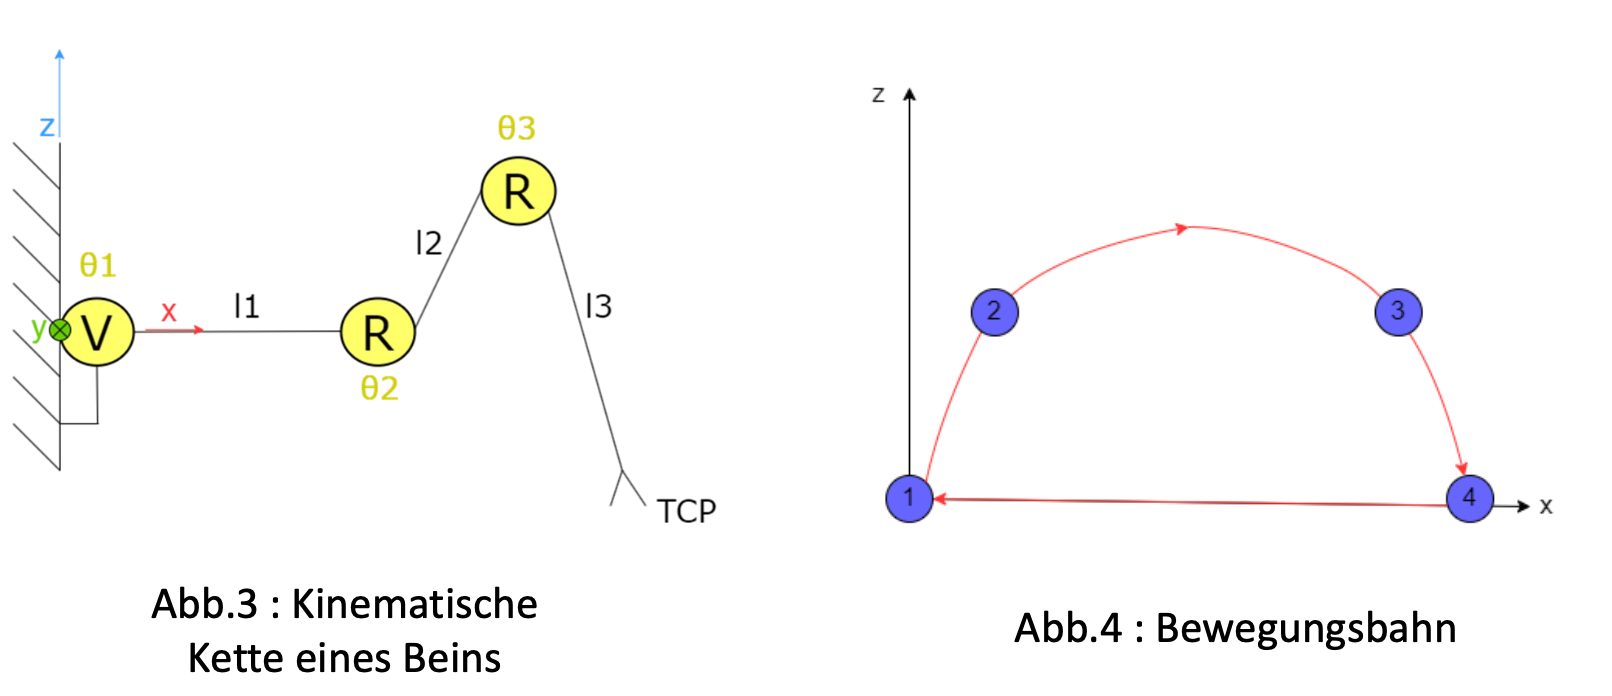 z
θ1
V
x
l1
y
R
θ2
l2
θ3
R
l3
TCP
Abb.3 : Kinematische
Kette eines Beins
z
2
3
1
4
x
Abb.4 : Bewegungsbahn